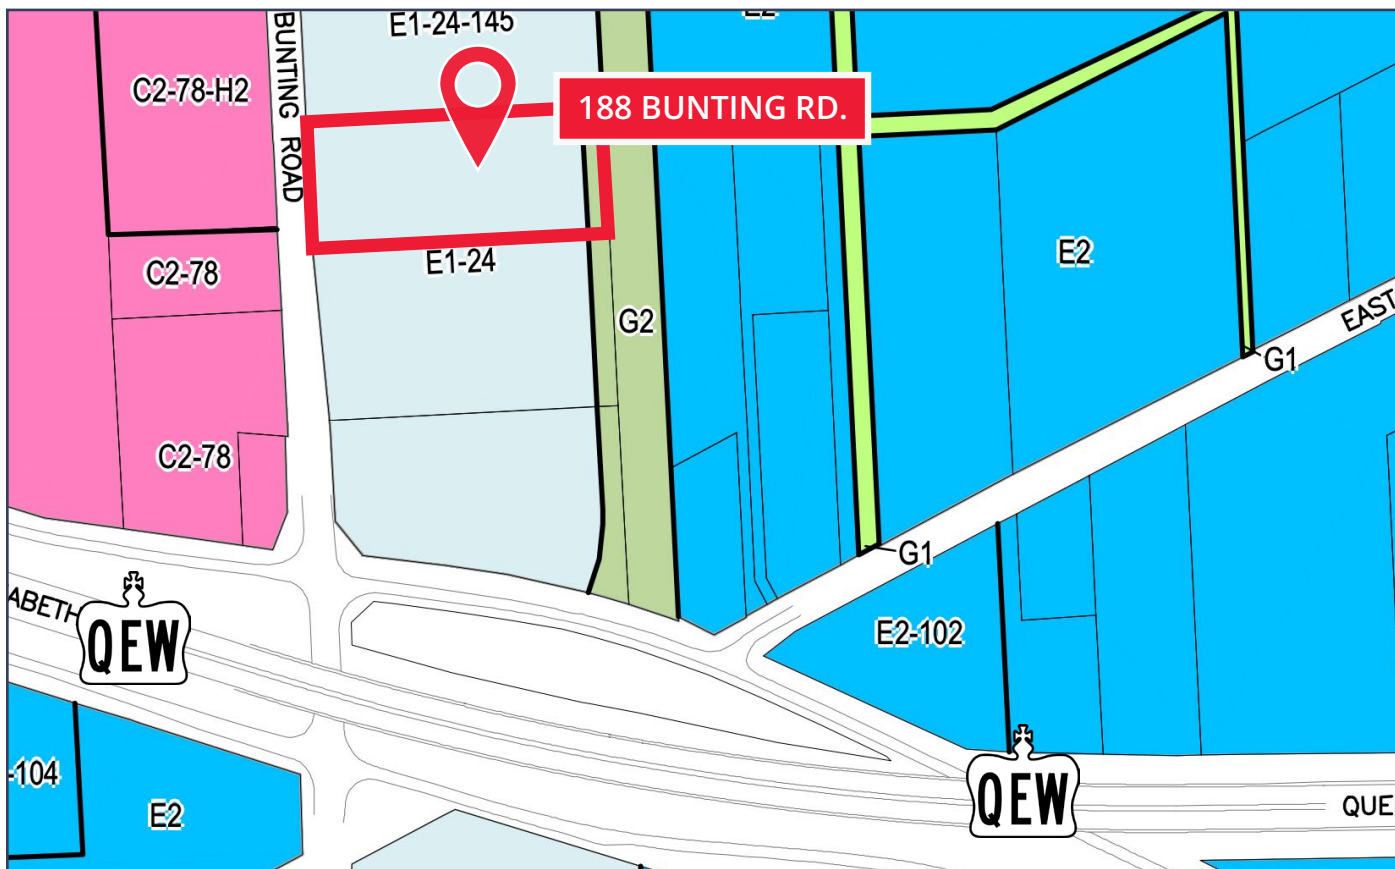 E1-24-145
E2
BUNTING ROAD
C2-78-H2
188 BUNTING RD.
E1-24
C2-78
E2
G2
EAST
G1
C2-78
G1
ABETH
QEW
E2-102
-104
E2
QEW
QUE